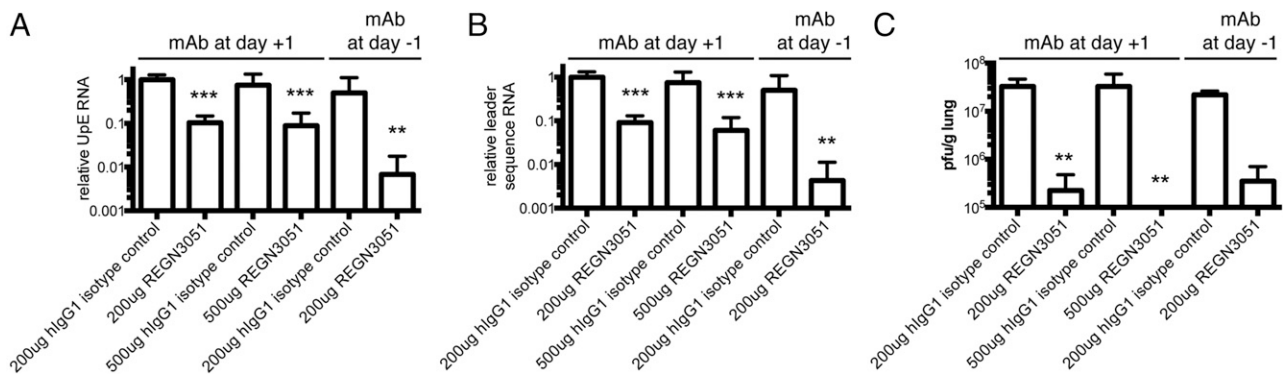 A
mAb at day +1
mAb
at day -1
relative UpE RNA
1
0.1
0.01
0.001
***
***
**
200ug hIgG1 isotype control
200ug REGN3051
500ug hIgG1 isotype control
500ug REGN3051
200ug hIgG1 isotype control
200ug REGN3051
B
mAb at day +1
mAb
at day -1
relative leader
sequence RNA
1
0.1
0.01
0.001
***
***
**
200ug hIgG1 isotype control
200ug REGN3051
500ug hIgG1 isotype control
500ug REGN3051
200ug hIgG1 isotype control
200ug REGN3051
C
mAb at day +1
mAb
at day -1
pfu/g lung
10⁸
10⁷
10⁶
10⁵
**
**
200ug hIgG1 isotype control
200ug REGN3051
500ug hIgG1 isotype control
500ug REGN3051
200ug hIgG1 isotype control
200ug REGN3051